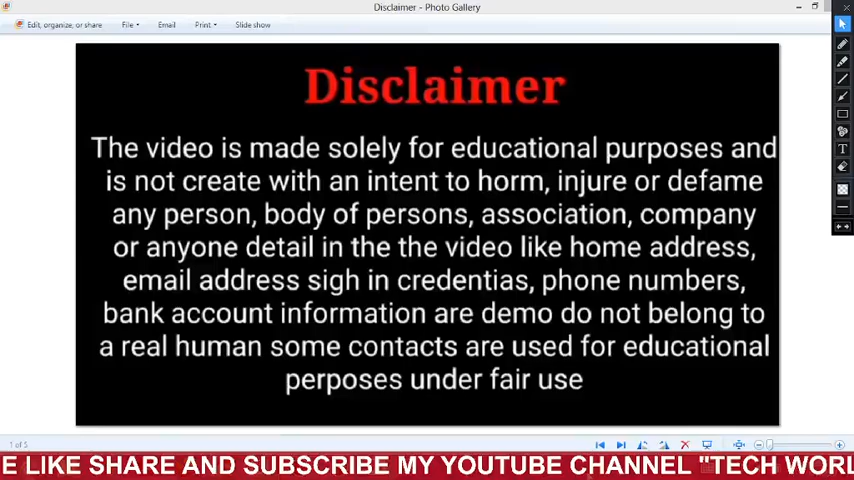 Disclaimer - Photo Gallery
Edit, organize, or share File Email Print Slide show
Disclaimer
The video is made solely for educational purposes and
is not create with an intent to horm, injure or defame
any person, body of persons, association, company
or anyone detail in the the video like home address,
email address sigh in credentias, phone numbers,
bank account information are demo do not belong to
a real human some contacts are used for educational
perposes under fair use
1 of 5
E LIKE SHARE AND SUBSCRIBE MY YOUTUBE CHANNEL "TECH WORL